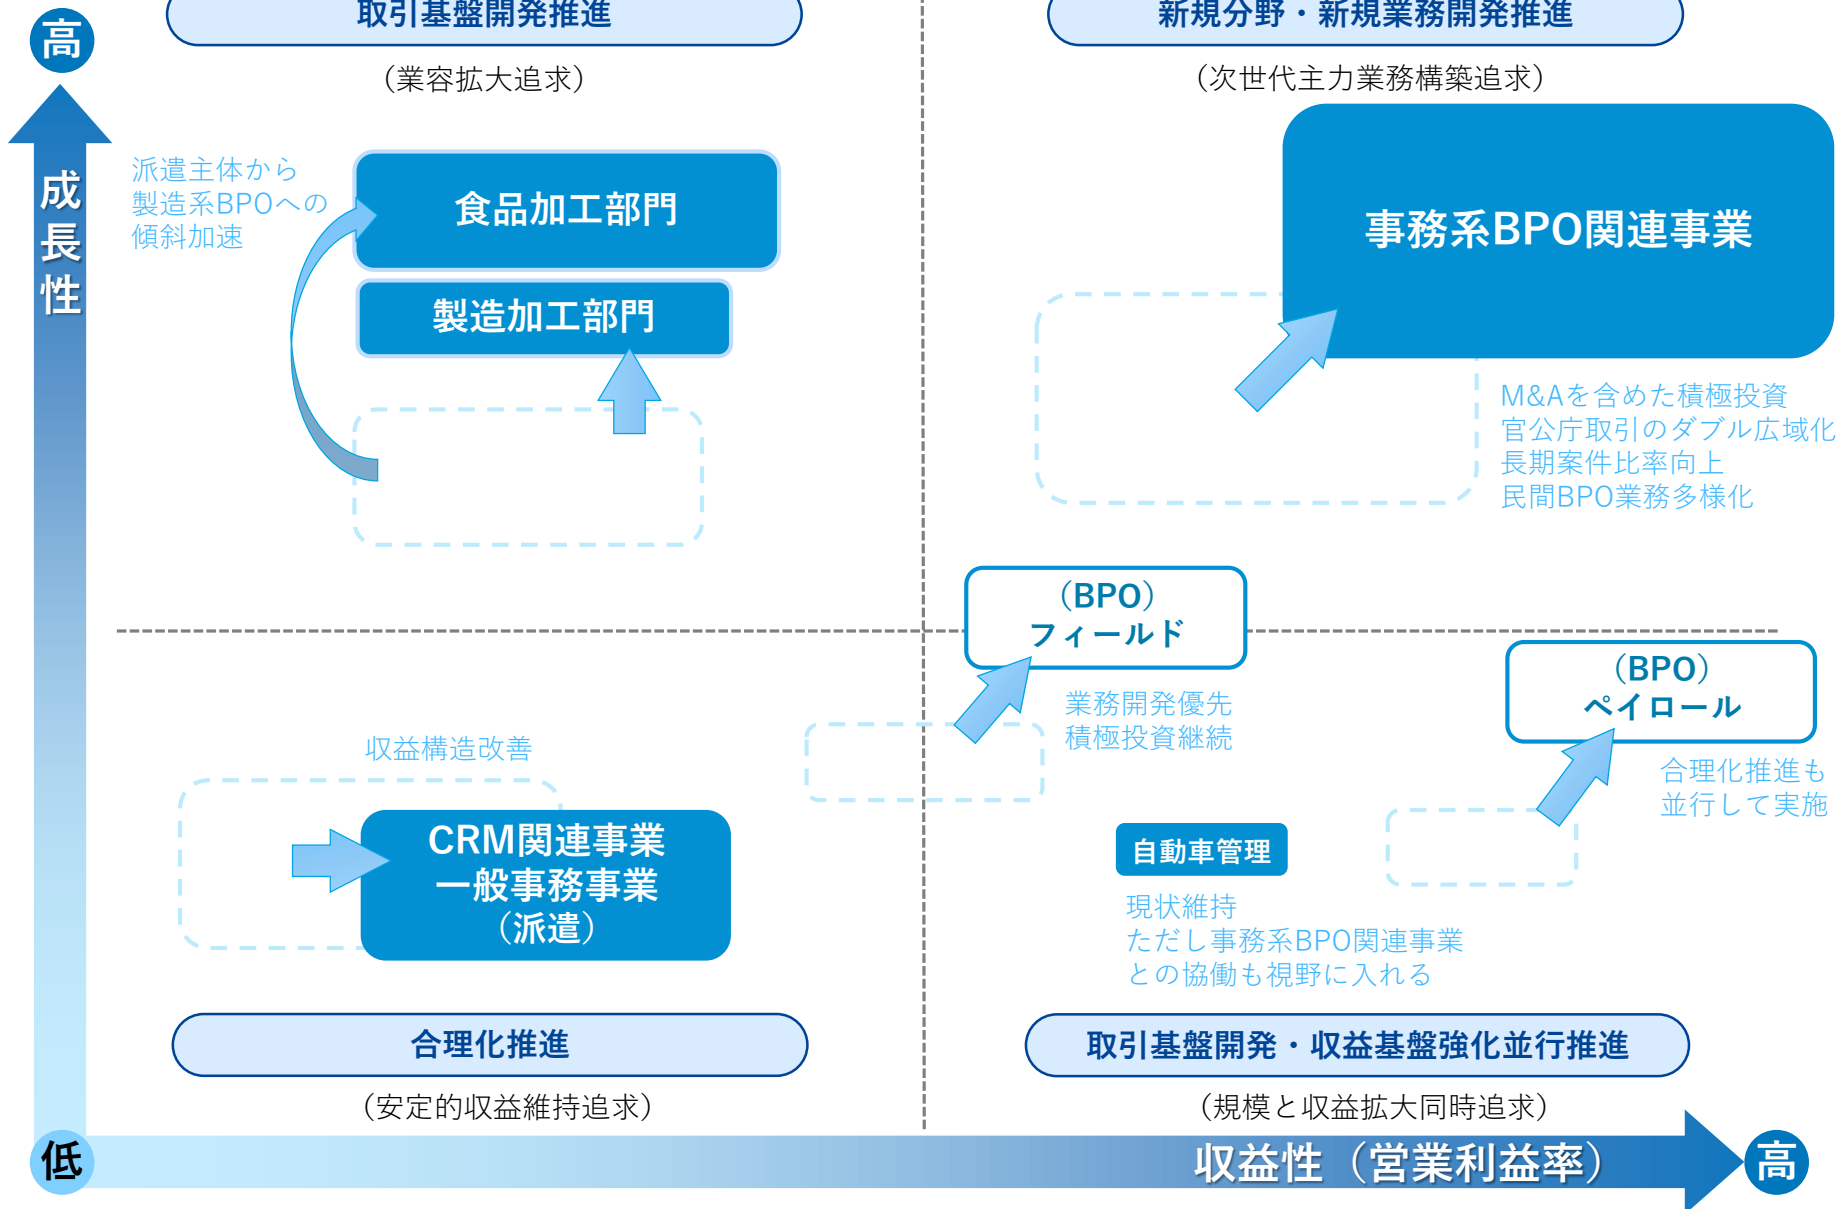 取引基盤開発推進
（業容拡大追求）
新規分野・新規業務開発推進
（次世代主力業務構築追求）
高
成長性
派遣主体から
製造系BPOへの
傾斜加速
食品加工部門
製造加工部門
事務系BPO関連事業
M&Aを含めた積極投資
官公庁取引のダブル広域化
長期案件比率向上
民間BPO業務多様化
（BPO）
フィールド
業務開発優先
積極投資継続
（BPO）
ペイロール
合理化推進も
並行して実施
収益構造改善
CRM関連事業
一般事務事業
（派遣）
自動車管理
現状維持
ただし事務系BPO関連事業
との協働も視野に入れる
合理化推進
（安定的収益維持追求）
取引基盤開発・収益基盤強化並行推進
（規模と収益拡大同時追求）
低
収益性（営業利益率）
高